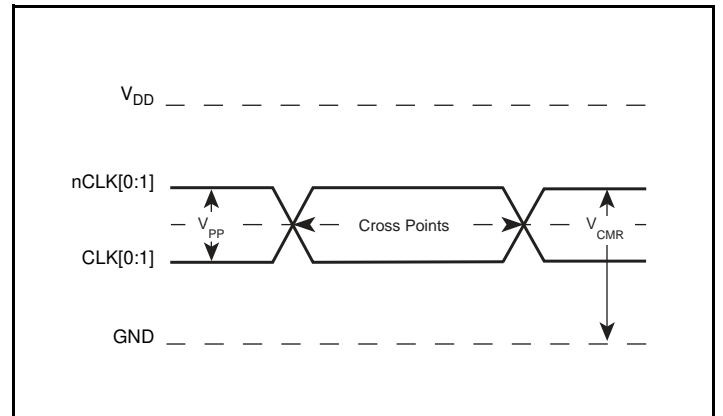 VDD
nCLK[0:1]
VPP
Cross Points
VCMR
CLK[0:1]
GND